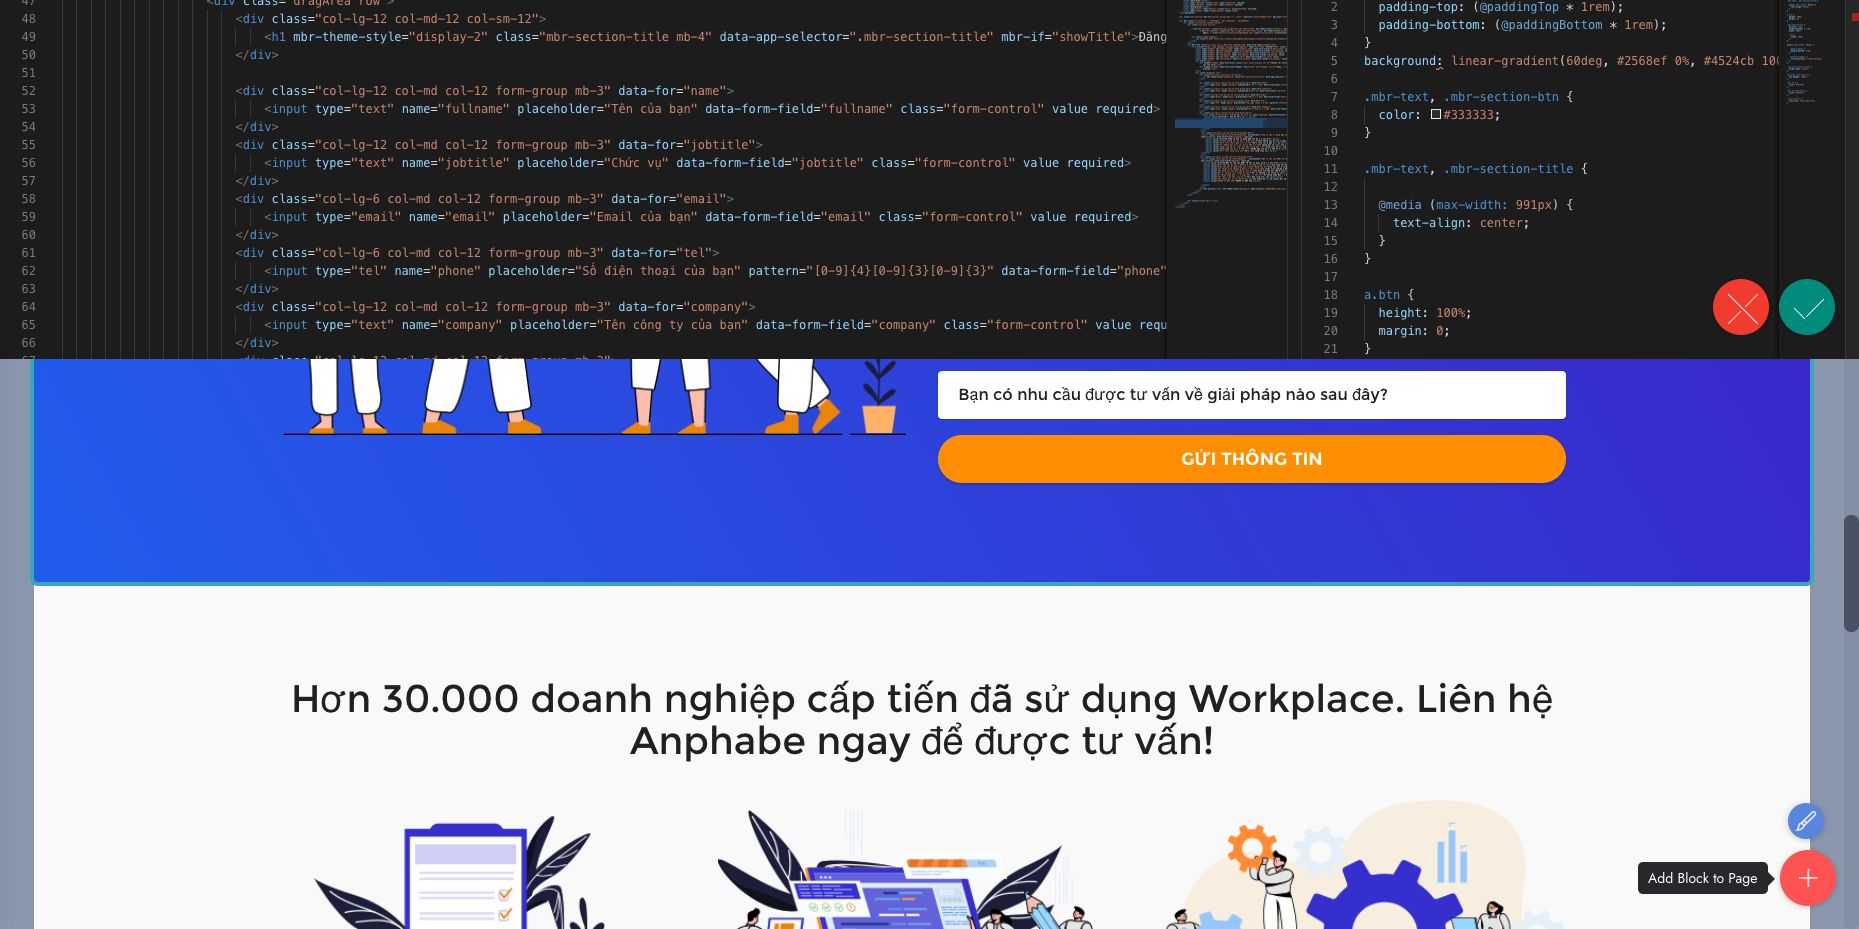 47 <div class="dragArea row">
48 <div class="col-lg-12 col-md-12 col-sm-12">
49 <h1 mbr-theme-style="display-2" class="mbr-section-title mb-4" data-app-selector=".mbr-section-title" mbr-if="showTitle">Đăng
50 </div>
51
52 <div class="col-lg-12 col-md col-12 form-group mb-3" data-for="name">
53 <input type="text" name="fullname" placeholder="Tên của bạn" data-form-field="fullname" class="form-control" value required>
54 </div>
55 <div class="col-lg-12 col-md col-12 form-group mb-3" data-for="jobtitle">
56 <input type="text" name="jobtitle" placeholder="Chức vụ" data-form-field="jobtitle" class="form-control" value required>
57 </div>
58 <div class="col-lg-6 col-md col-12 form-group mb-3" data-for="email">
59 <input type="email" name="email" placeholder="Email của bạn" data-form-field="email" class="form-control" value required>
60 </div>
61 <div class="col-lg-6 col-md col-12 form-group mb-3" data-for="tel">
62 <input type="tel" name="phone" placeholder="Số điện thoại của bạn" pattern="[0-9]{4}[0-9]{3}[0-9]{3}" data-form-field="phone"
63 </div>
64 <div class="col-lg-12 col-md col-12 form-group mb-3" data-for="company">
65 <input type="text" name="company" placeholder="Tên công ty của bạn" data-form-field="company" class="form-control" value requ
66 </div>
67 <div class="col-lg-12 col-md col-12 form-group mb-3">
2 padding-top: (@paddingTop * 1rem);
3 padding-bottom: (@paddingBottom * 1rem);
4 }
5 background: linear-gradient(60deg, #2568ef 0%, #4524cb 100
6
7 .mbr-text, .mbr-section-btn {
8 color: #333333;
9 }
10
11 .mbr-text, .mbr-section-title {
12
13 @media (max-width: 991px) {
14 text-align: center;
15 }
16 }
17
18 a.btn {
19 height: 100%;
20 margin: 0;
21 }
Bạn có nhu cầu được tư vấn về giải pháp nào sau đây?
GỬI THÔNG TIN
Hơn 30.000 doanh nghiệp cấp tiến đã sử dụng Workplace. Liên hệ
Anphabe ngay để được tư vấn!
Add Block to Page